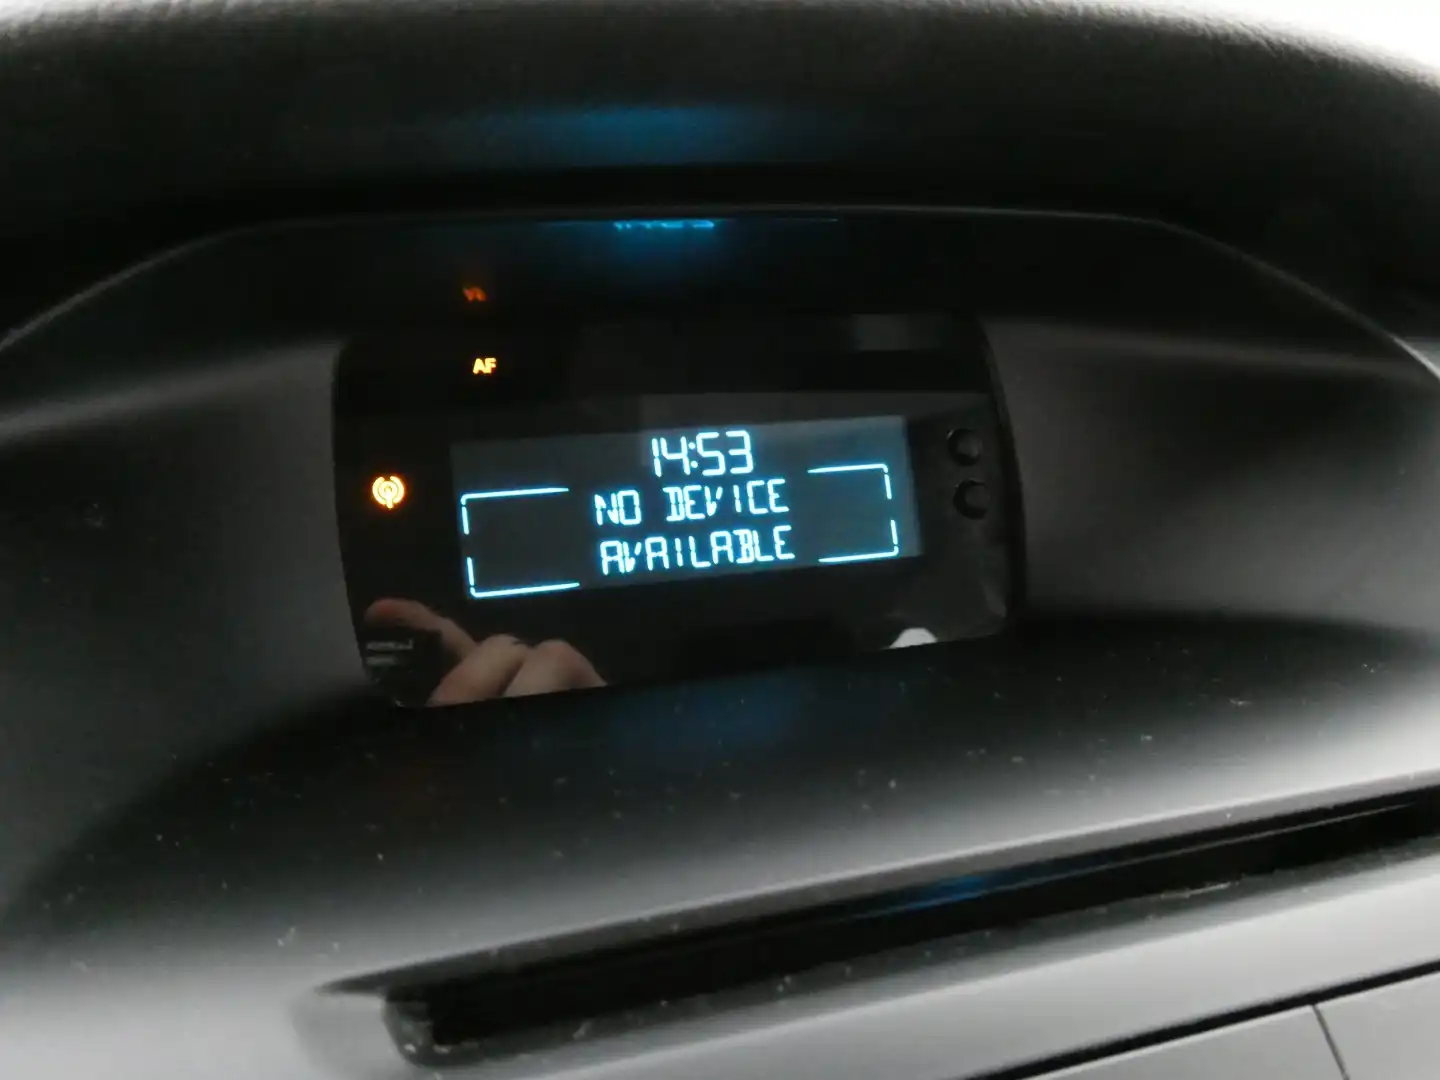 AF
14:53
NO DEVICE
AVAILABLE